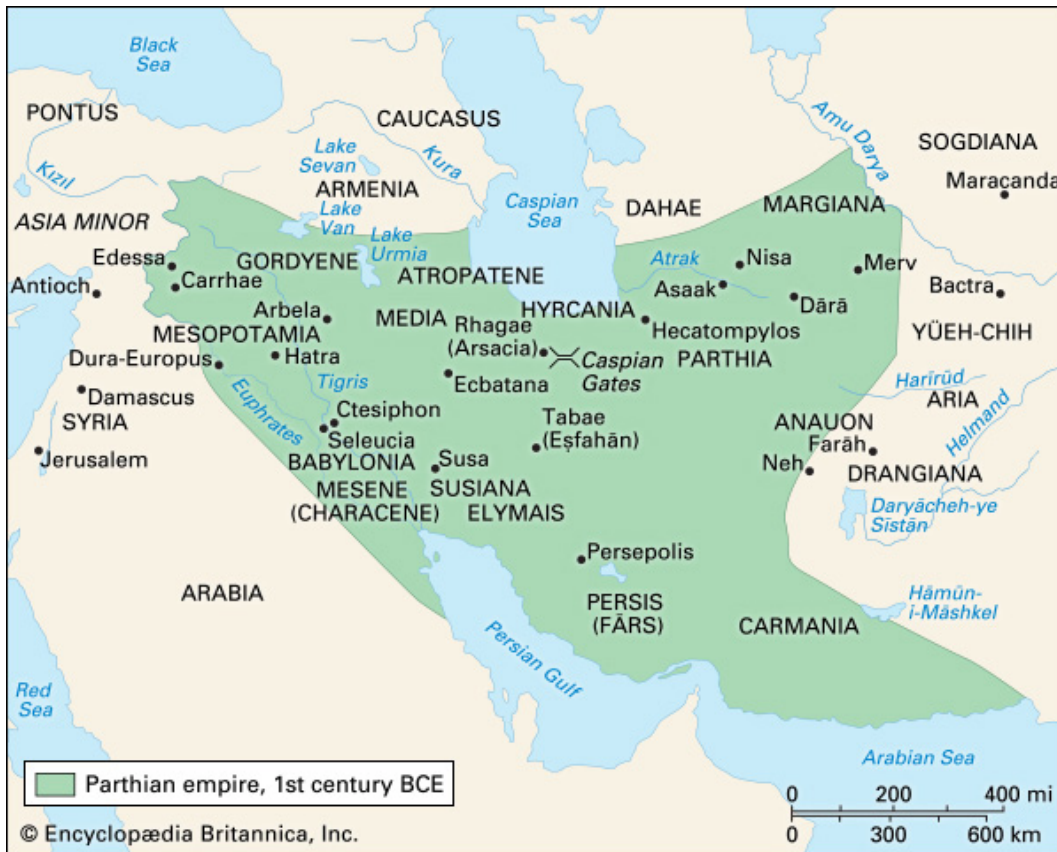 Black
Sea
PONTUS
CAUCASUS
Amu Darya
SOGDIANA
Maracanda
Kızıl
Lake
Sevan
Kura
ARMENIA
Lake
Van
Lake
Urmia
Caspian
Sea
DAHAE
MARGIANA
ASIA MINOR
Edessa
Carrhae
Antioch
GORDYENE
ATROPATENE
Atrak
Nisa
Merv
Asaak
Dārā
Bactra
Arbela
MEDIA
HYRCANIA
Hecatompylos
YÜEH-CHIH
MESOPOTAMIA
Hatra
Rhagae
(Arsacia)
Caspian
Gates
PARTHIA
Dura-Europus
Tigris
Ecbatana
Harīrūd
ARIA
Damascus
SYRIA
Euphrates
Ctesiphon
Seleucia
Tabae
(Eṣfahān)
ANAUON
Farāh
Helmand
Jerusalem
BABYLONIA
Susa
Neh
DRANGIANA
MESENE
(CHARACENE)
SUSIANA
ELYMAIS
Daryācheh-ye
Sīstān
Persepolis
ARABIA
PERSIS
(FĀRS)
CARMANIA
Hāmūn-
i-Māshkel
Persian Gulf
Red
Sea
Arabian Sea
Parthian empire, 1st century BCE
0 200 400 mi
0 300 600 km
© Encyclopædia Britannica, Inc.